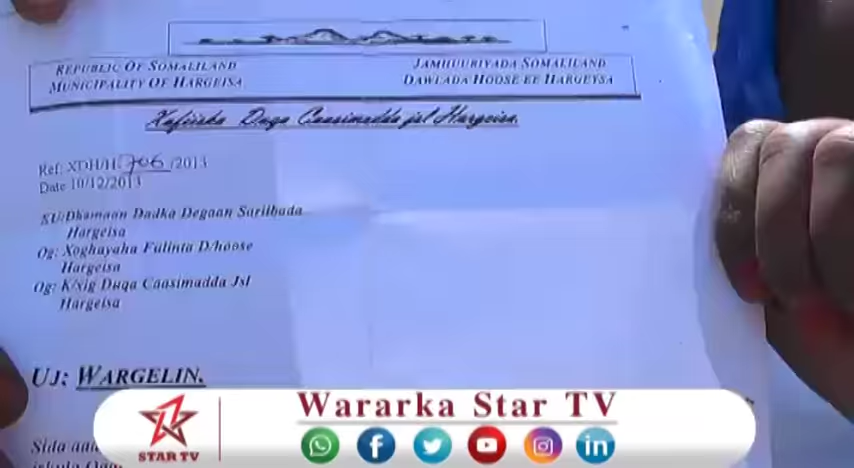 REPUBLIC OF SOMALILAND
MUNICIPALITY OF HARGEISA
JAMHUURIYADA SOMALILAND
DAWLADA HOOSE EE HARGEYSA
Xafiiska Duqa Caasimadda jsl Hargeisa.
Ref: XDH/H/706/2013
Date 10/12/2013
KU:Dhamaan Dadka Degaan Sariibada
Hargeisa
Og: Xoghayaha Fulinta D/hoose
Hargeisa
Og: K/xig Duqa Caasimadda Jsl
Hargeisa
UJ: WARGELIN.
Sida
Wararka Star TV
STAR TV